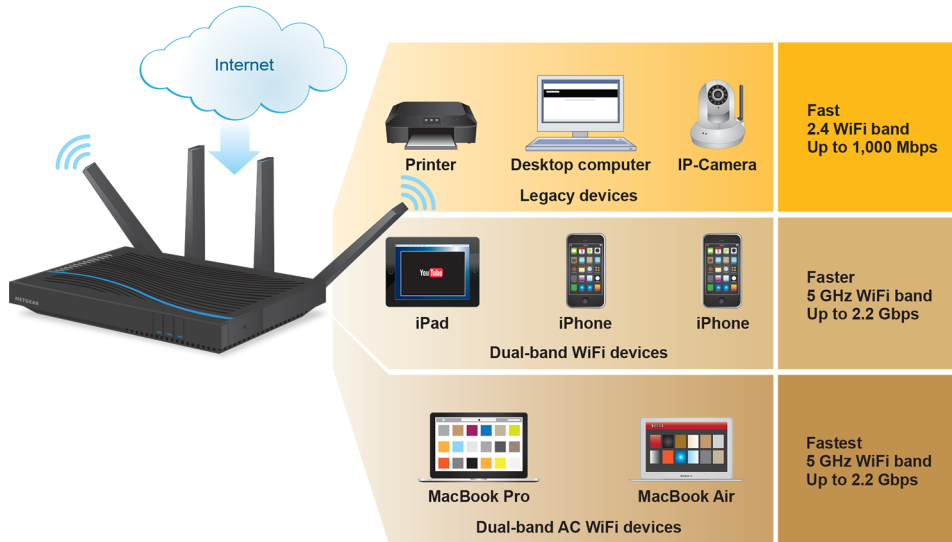 Internet
NETGEAR
Printer
Desktop computer
IP-Camera
Legacy devices
Fast
2.4 WiFi band
Up to 1,000 Mbps
YouTube
iPad
iPhone
iPhone
Dual-band WiFi devices
Faster
5 GHz WiFi band
Up to 2.2 Gbps
MacBook Pro
MacBook Air
Dual-band AC WiFi devices
Fastest
5 GHz WiFi band
Up to 2.2 Gbps